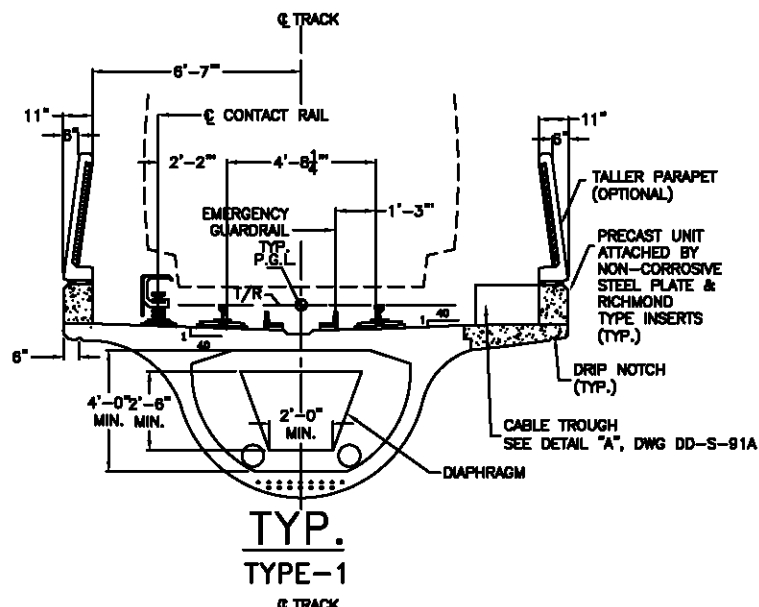 ℄ TRACK
6'-7"
11"
6"
℄ CONTACT RAIL
11"
6"
2'-2"
4'-8¼"
TALLER PARAPET
(OPTIONAL)
EMERGENCY
GUARDRAIL
TYP.
1'-3"
P.G.L.
PRECAST UNIT
ATTACHED BY
NON-CORROSIVE
STEEL PLATE &
RICHMOND
TYPE INSERTS
(TYP.)
T/R
1
40
1
40
6"
DRIP NOTCH
(TYP.)
4'-0"
MIN.
2'-6"
MIN.
2'-0"
MIN.
CABLE TROUGH
SEE DETAIL "A", DWG DD-S-91A
DIAPHRAGM
TYP.
TYPE-1
℄ TRACK